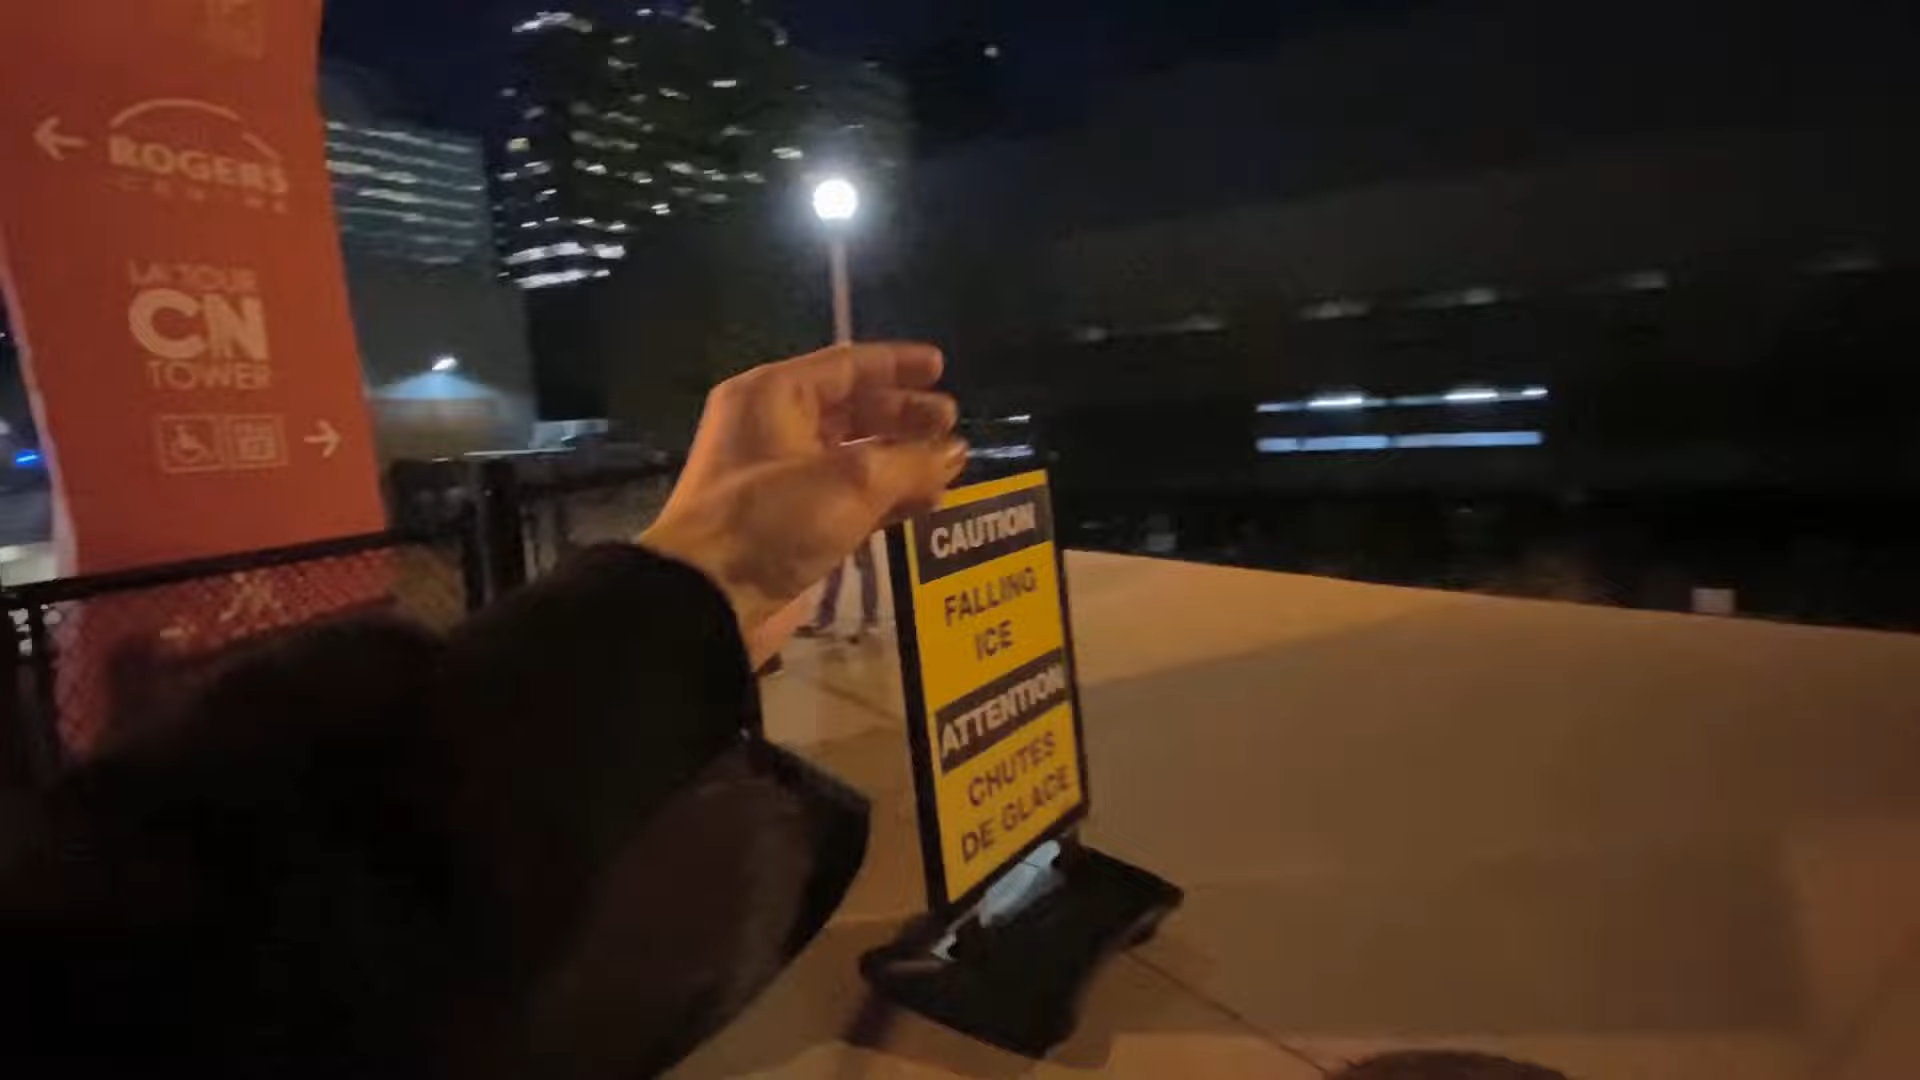 ROGERS
CENTRE
LA TOUR
CN
TOWER
CAUTION
FALLING
ICE
ATTENTION
CHUTES
DE GLACE